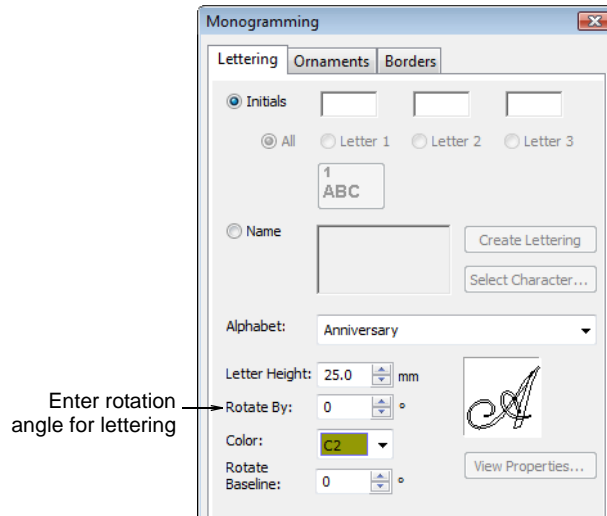 Monogramming
Lettering Ornaments Borders
Initials
All Letter 1 Letter 2 Letter 3
1
ABC
Name
Create Lettering
Select Character...
Alphabet: Anniversary
Letter Height: 25.0 mm
Enter rotation
angle for lettering
Rotate By: 0 °
Color: C2
Rotate
Baseline: 0 °
A
View Properties...